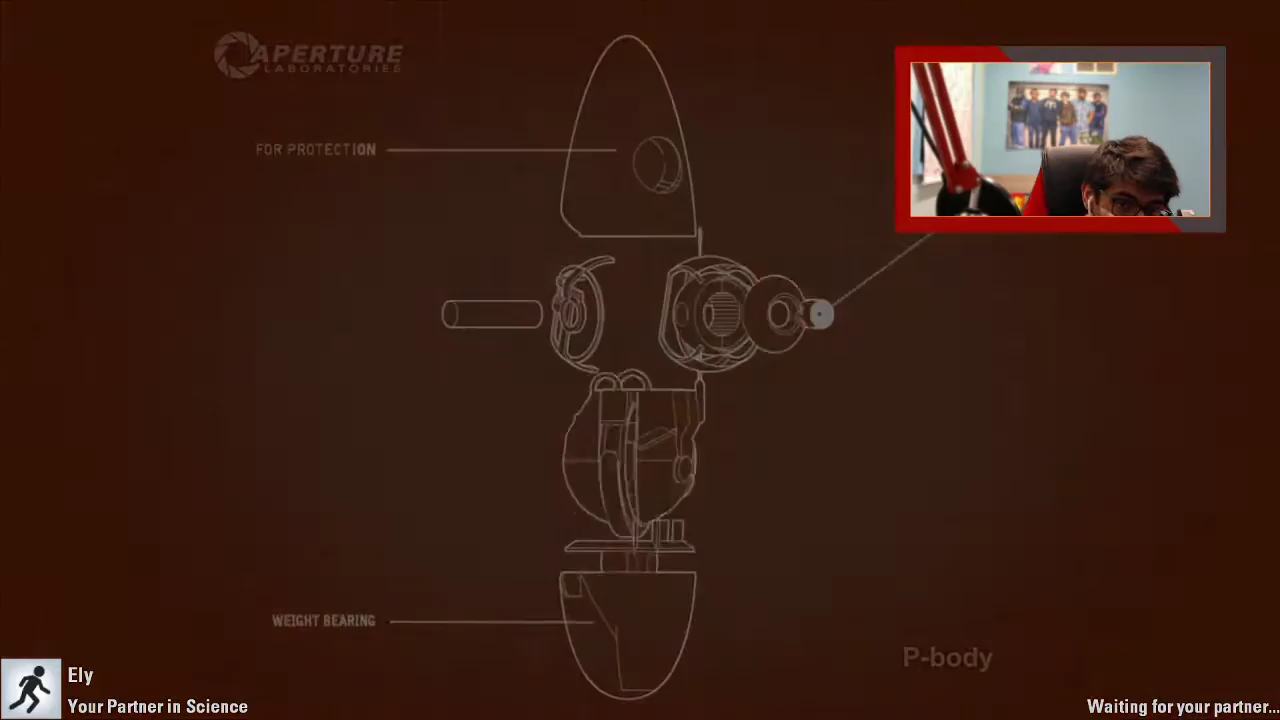 APERTURE
LABORATORIES
FOR PROTECTION
WEIGHT BEARING
P-body
Ely
Your Partner in Science
Waiting for your partner...